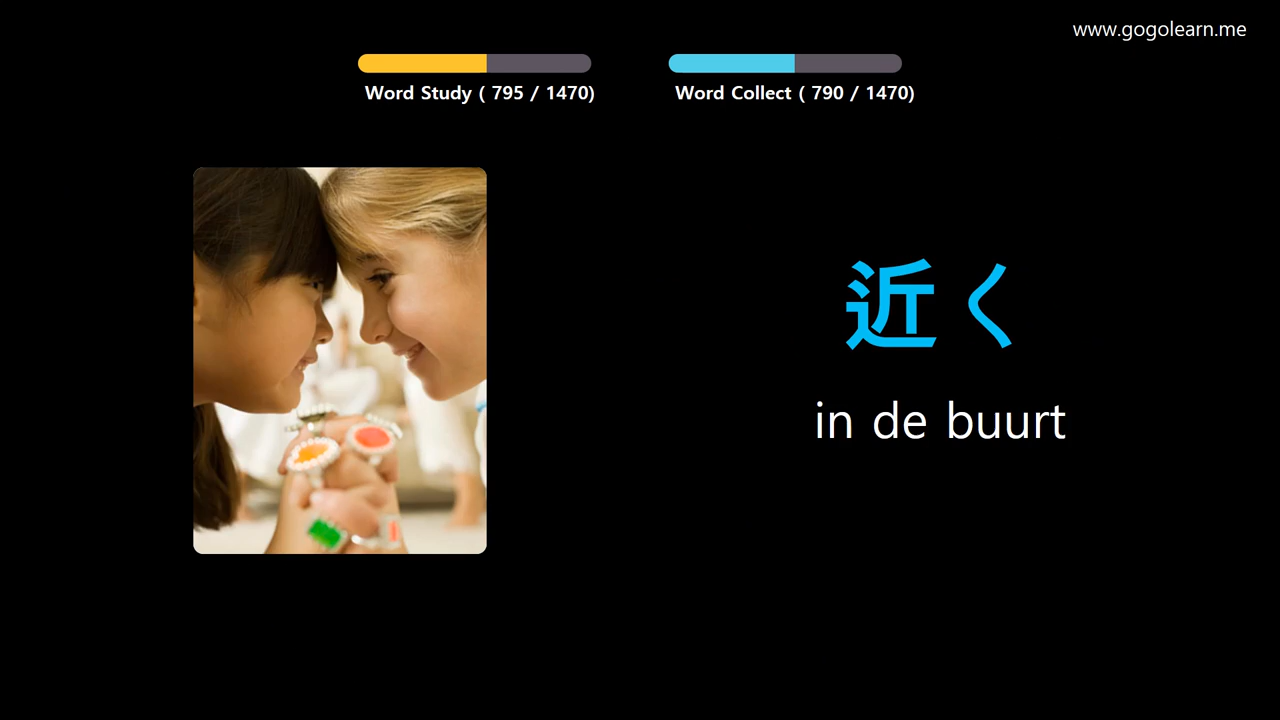 www.gogolearn.me
Word Study ( 795 / 1470)
Word Collect ( 790 / 1470)
近く
in de buurt